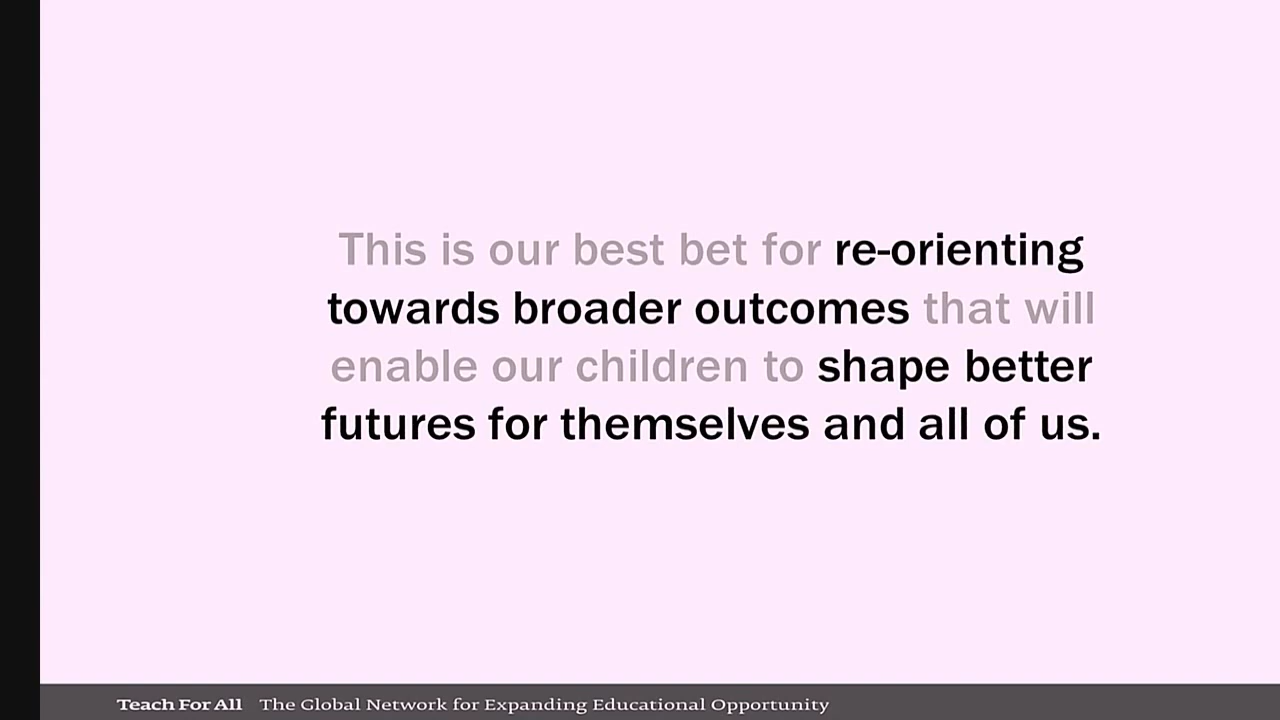 This is our best bet for re-orienting
towards broader outcomes that will
enable our children to shape better
futures for themselves and all of us.
Teach For All The Global Network for Expanding Educational Opportunity